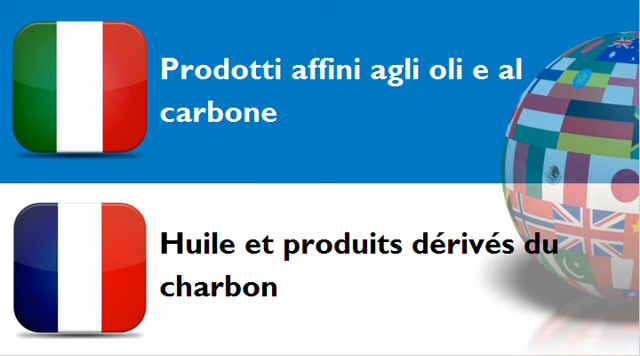 Prodotti affini agli oli e al
carbone
Huile et produits dérivés du
charbon